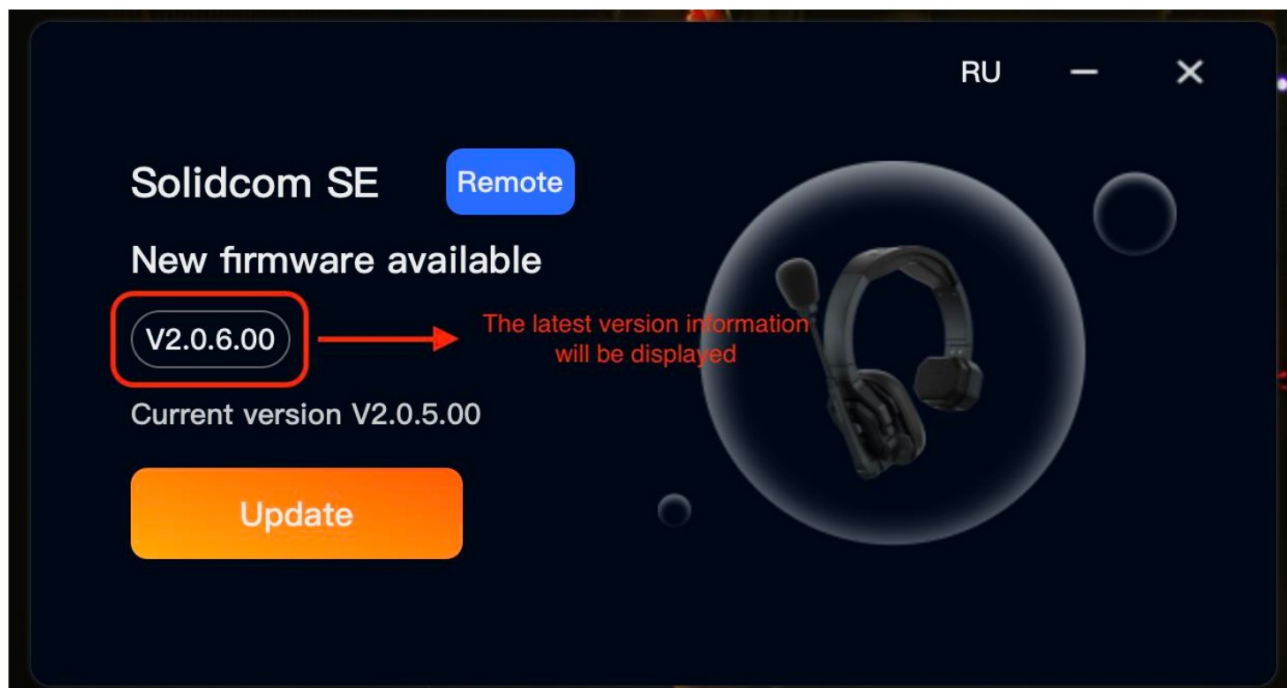 RU
Solidcom SE Remote
New firmware available
V2.0.6.00
The latest version information
will be displayed
Current version V2.0.5.00
Update